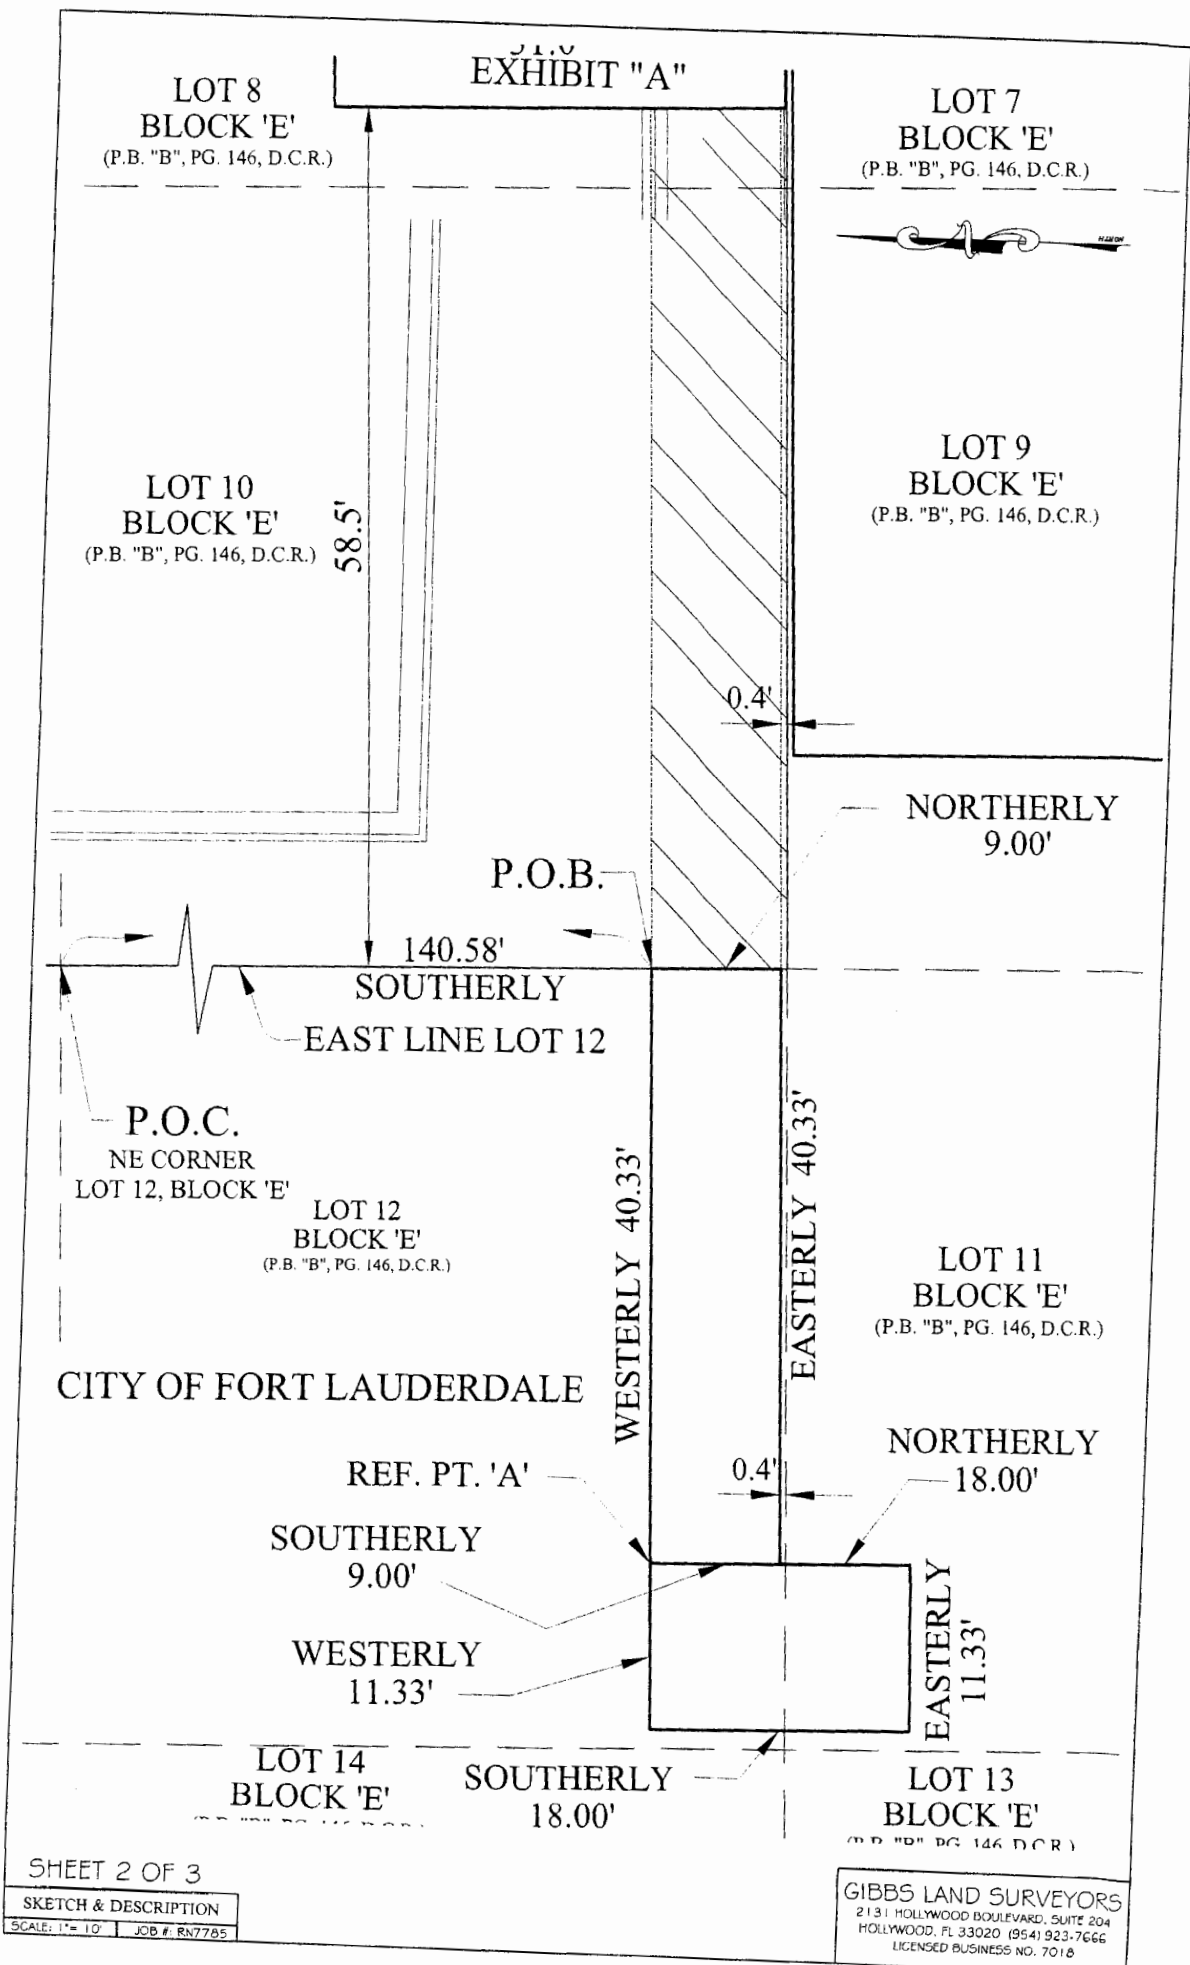 EXHIBIT "A"
LOT 8
BLOCK 'E'
(P.B. "B", PG. 146, D.C.R.)
LOT 7
BLOCK 'E'
(P.B. "B", PG. 146, D.C.R.)
NORTH
LOT 10
BLOCK 'E'
(P.B. "B", PG. 146, D.C.R.)
58.5'
LOT 9
BLOCK 'E'
(P.B. "B", PG. 146, D.C.R.)
0.4'
NORTHERLY
9.00'
P.O.B.
140.58'
SOUTHERLY
EAST LINE LOT 12
P.O.C.
NE CORNER
LOT 12, BLOCK 'E'
LOT 12
BLOCK 'E'
(P.B. "B", PG. 146, D.C.R.)
WESTERLY 40.33'
EASTERLY 40.33'
LOT 11
BLOCK 'E'
(P.B. "B", PG. 146, D.C.R.)
CITY OF FORT LAUDERDALE
REF. PT. 'A'
0.4'
NORTHERLY
18.00'
SOUTHERLY
9.00'
WESTERLY
11.33'
EASTERLY
11.33'
LOT 14
BLOCK 'E'
SOUTHERLY
18.00'
LOT 13
BLOCK 'E'
(P.B. "B", PG. 146, D.C.R.)
SHEET 2 OF 3
SKETCH & DESCRIPTION
SCALE: 1"= 10'
JOB #: RN7785
GIBBS LAND SURVEYORS
2131 HOLLYWOOD BOULEVARD, SUITE 204
HOLLYWOOD, FL 33020 (954) 923-7666
LICENSED BUSINESS NO. 7018